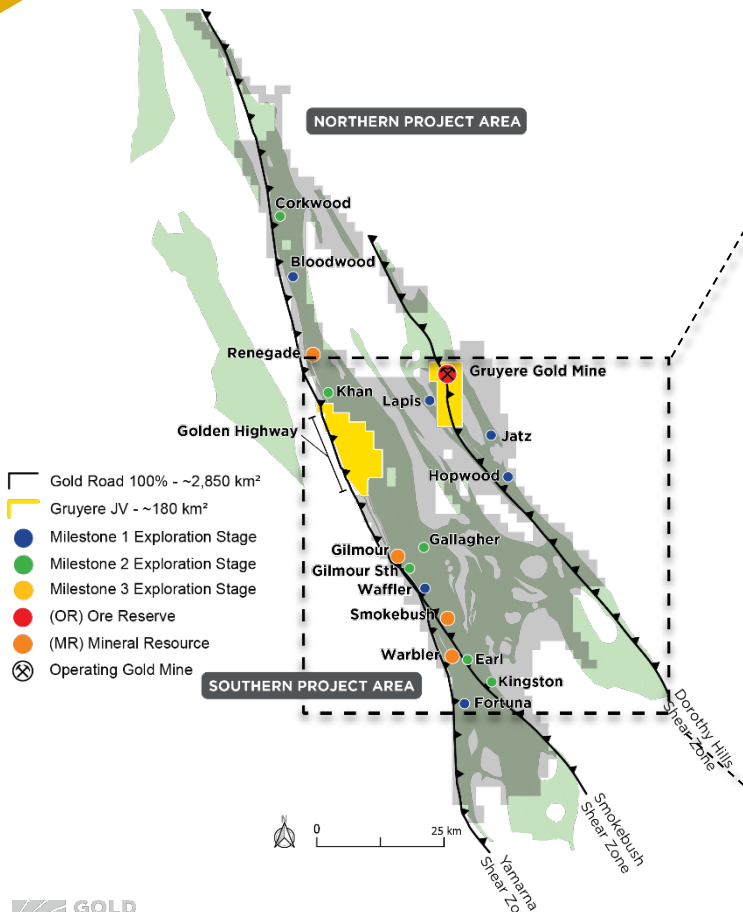 NORTHERN PROJECT AREA
Corkwood
Bloodwood
Renegade
Gruyere Gold Mine
Khan
Lapis
Golden Highway
Jatz
Hopwood
Gold Road 100% - ~2,850 km²
Gruyere JV - ~180 km²
Milestone 1 Exploration Stage
Milestone 2 Exploration Stage
Milestone 3 Exploration Stage
(OR) Ore Reserve
(MR) Mineral Resource
Operating Gold Mine
Gallagher
Gilmour
Gilmour Sth
Waffler
Smokebush
Warbler
Earl
Kingston
Fortuna
SOUTHERN PROJECT AREA
Dorothy Hills
Shear Zone
Smokebush
Shear Zone
Yamarna
Shear
N
0
25 km
GOLD